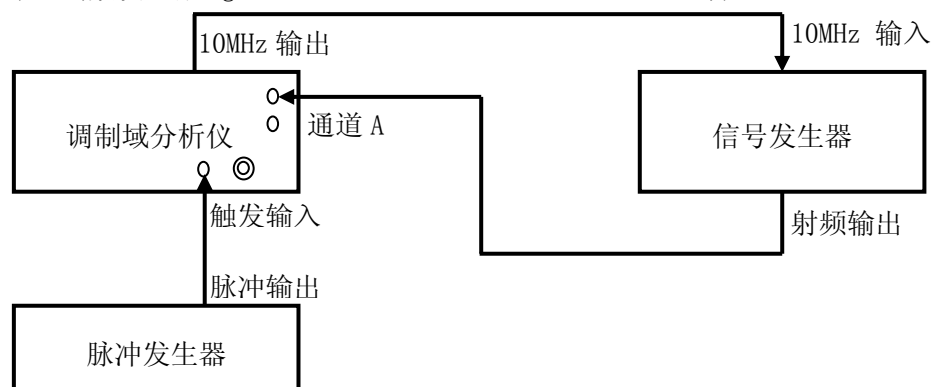 10MHz 输出
10MHz 输入
调制域分析仪
通道 A
信号发生器
触发输入
射频输出
脉冲输出
脉冲发生器